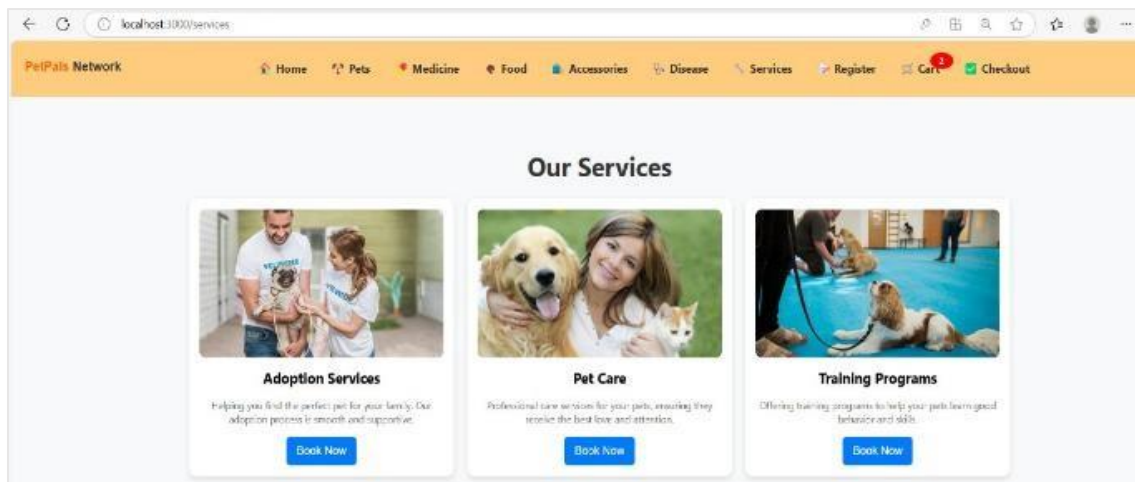 localhost:3000/services
PetPals Network
Home Pets Medicine Food Accessories Disease Services Register Cart 2 Checkout
Our Services
Adoption Services
Helping you find the perfect pet for your family. Our
adoption process is smooth and supportive.
Book Now
Pet Care
Professional care services for your pets, ensuring they
receive the best love and attention.
Book Now
Training Programs
Offering training programs to help your pets learn good
behavior and skills.
Book Now